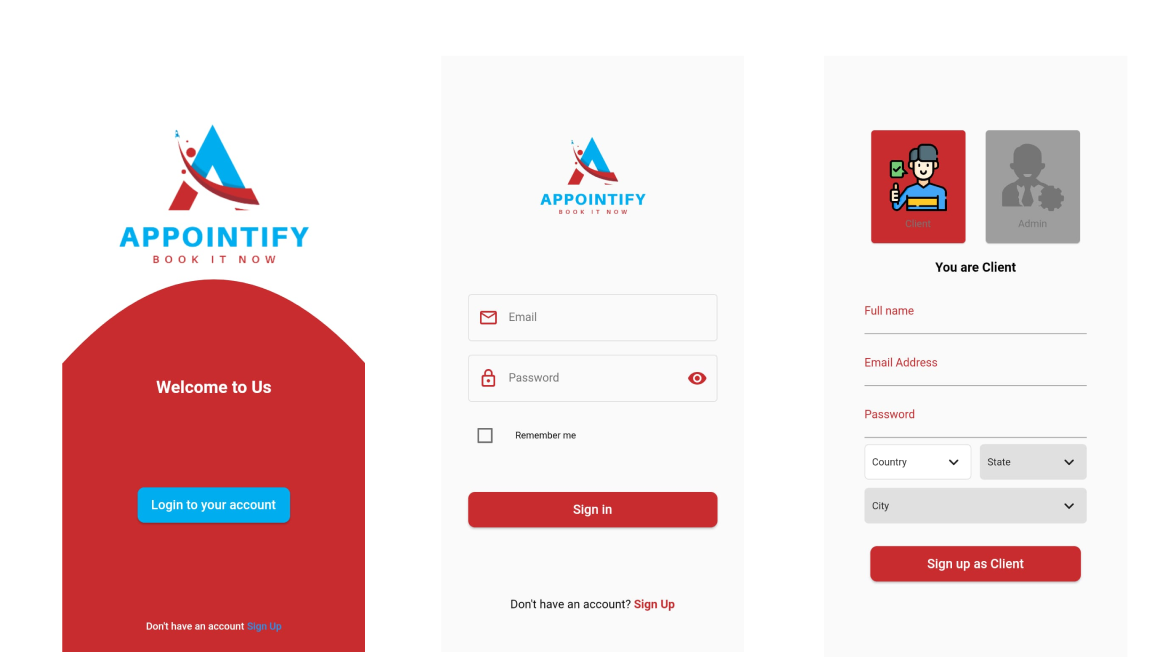 APPOINTIFY
BOOK IT NOW
Welcome to Us
Login to your account
Don't have an account Sign Up
APPOINTIFY
BOOK IT NOW
Email
Password
Remember me
Sign in
Don't have an account? Sign Up
Client
Admin
You are Client
Full name
Email Address
Password
Country
State
City
Sign up as Client